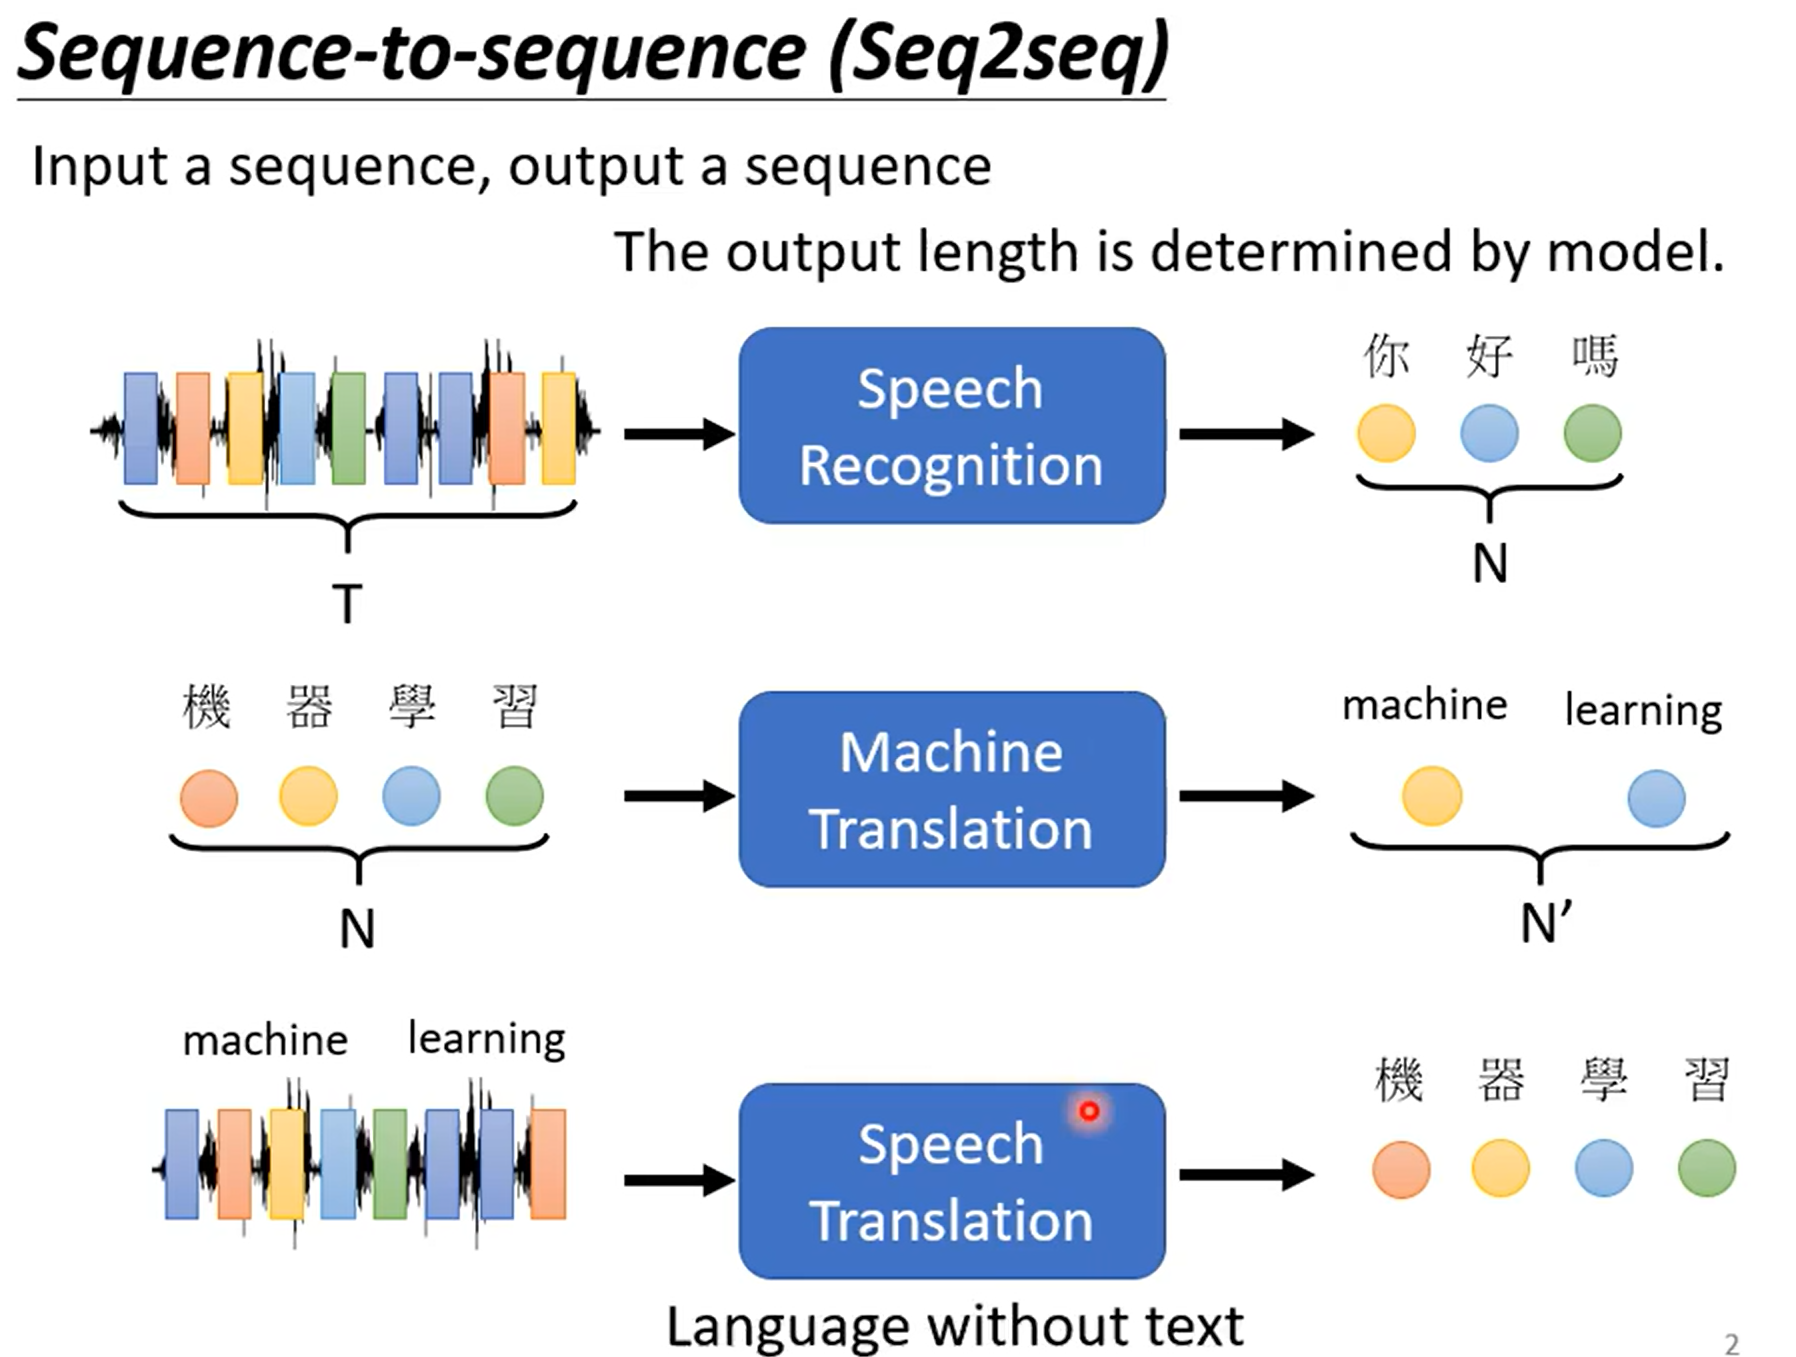 Sequence-to-sequence (Seq2seq)
Input a sequence, output a sequence
The output length is determined by model.
Speech
Recognition
你 好 嗎
T
N
機 器 學 習
Machine
Translation
machine learning
N
N’
machine learning
Speech
Translation
機 器 學 習
Language without text
2